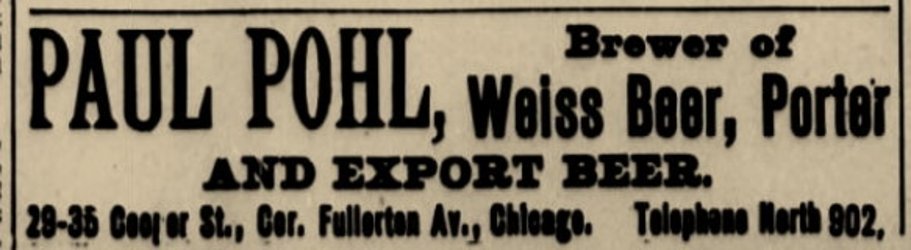 PAUL POHL, Brewer of
Weiss Beer, Porter
AND EXPORT BEER.
29-35 Cooper St., Cor. Fullerton Av., Chicago. Telephone North 902.